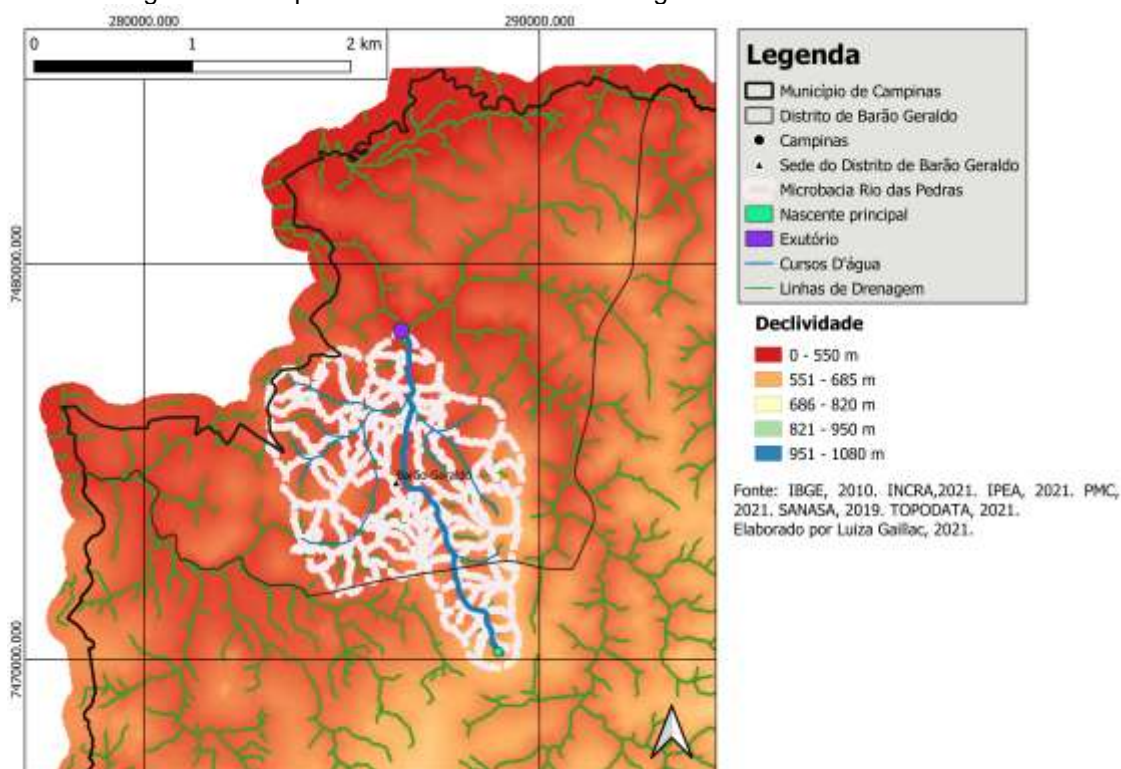 280000.000
290000.000
0 1 2 km
7480000.000
7470000.000
Barão Geraldo
Legenda
Município de Campinas
Distrito de Barão Geraldo
Campinas
Sede do Distrito de Barão Geraldo
Microbacia Rio das Pedras
Nascente principal
Exutório
Cursos D'água
Linhas de Drenagem
Declividade
0 - 550 m
551 - 685 m
686 - 820 m
821 - 950 m
951 - 1080 m
Fonte: IBGE, 2010. INCRA,2021. IPEA, 2021. PMC,
2021. SANASA, 2019. TOPODATA, 2021.
Elaborado por Luiza Gaillac, 2021.